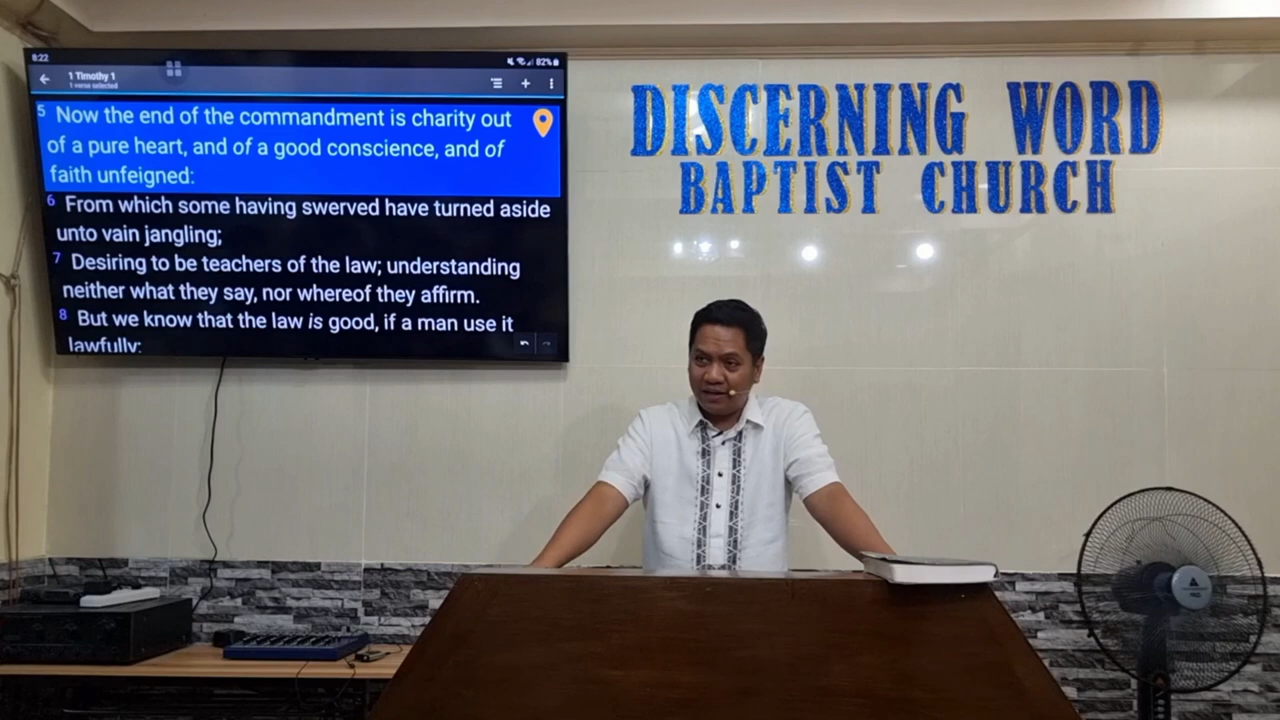 8:22
82%
1 Timothy 1
1 verse selected
5 Now the end of the commandment is charity out
of a pure heart, and of a good conscience, and of
faith unfeigned:
6 From which some having swerved have turned aside
unto vain jangling;
7 Desiring to be teachers of the law; understanding
neither what they say, nor whereof they affirm.
8 But we know that the law is good, if a man use it
lawfully:
DISCERNING WORD
BAPTIST CHURCH